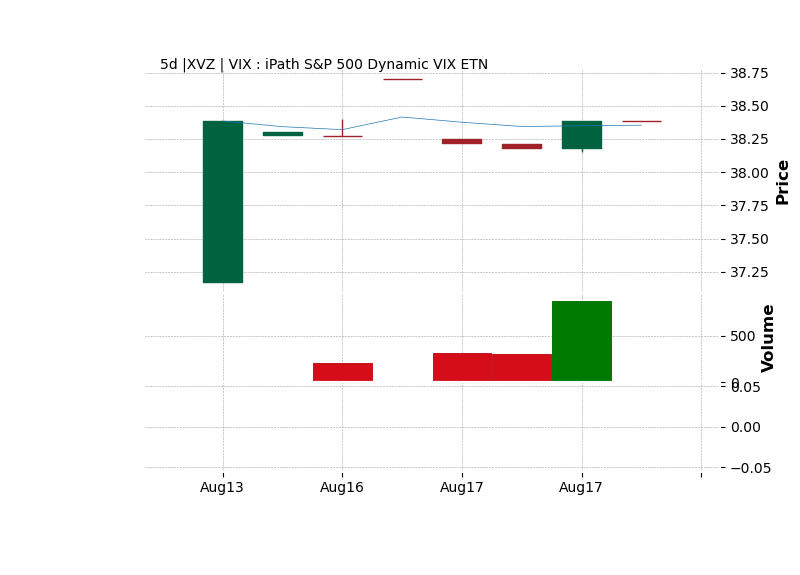 5d |XVZ | VIX : iPath S&P 500 Dynamic VIX ETN
38.75
38.50
38.25
38.00
37.75
37.50
37.25
Price
500
0
Volume
0.05
0.00
−0.05
Aug13
Aug16
Aug17
Aug17